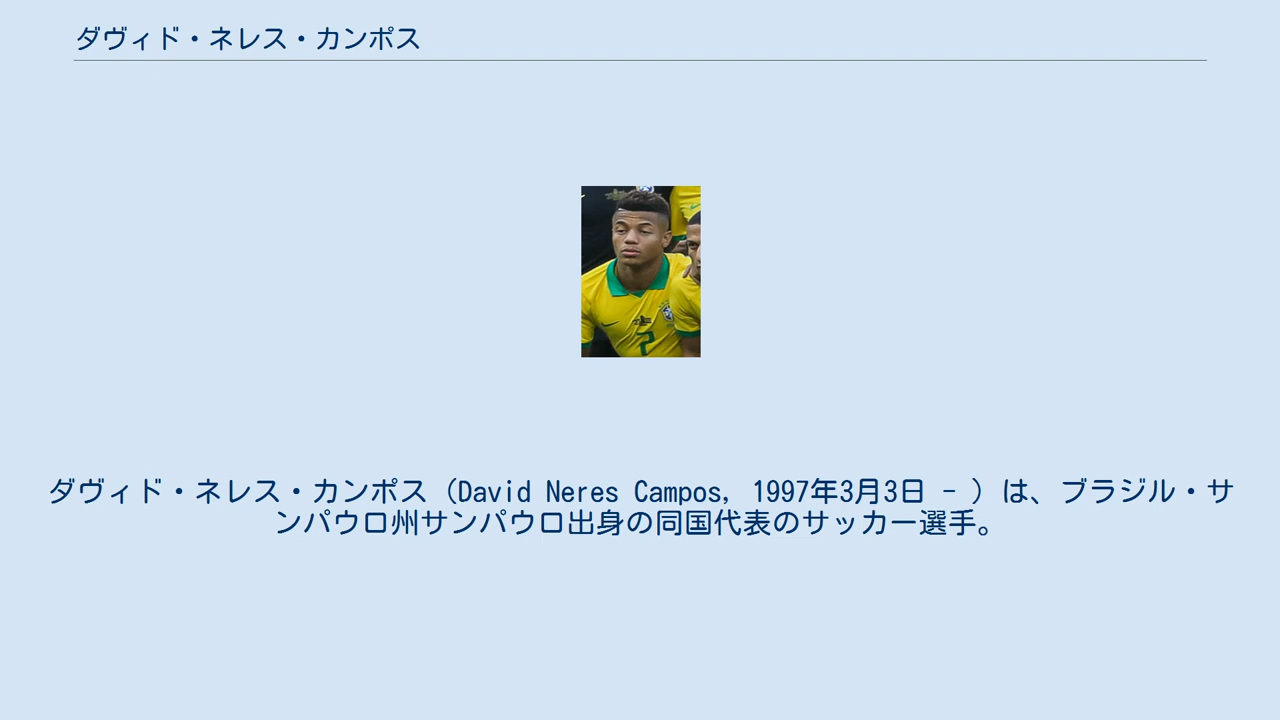 ダヴィド・ネレス・カンポス
2
ダヴィド・ネレス・カンポス（David Neres Campos, 1997年3月3日 - ）は、ブラジル・サ
ンパウロ州サンパウロ出身の同国代表のサッカー選手。